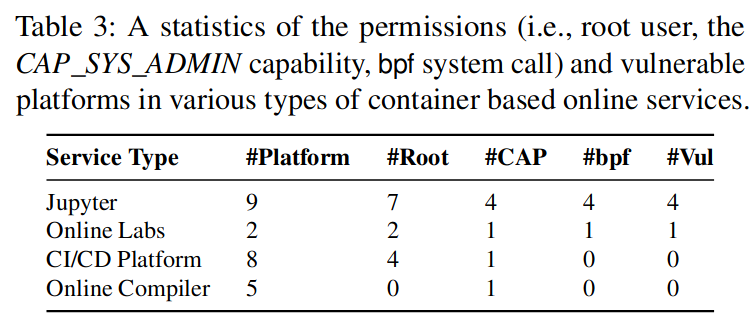 Table 3: A statistics of the permissions (i.e., root user, the
CAP_SYS_ADMIN capability, bpf system call) and vulnerable
platforms in various types of container based online services.
Service Type #Platform #Root #CAP #bpf #Vul
Jupyter 9 7 4 4 4
Online Labs 2 2 1 1 1
CI/CD Platform 8 4 1 0 0
Online Compiler 5 0 1 0 0